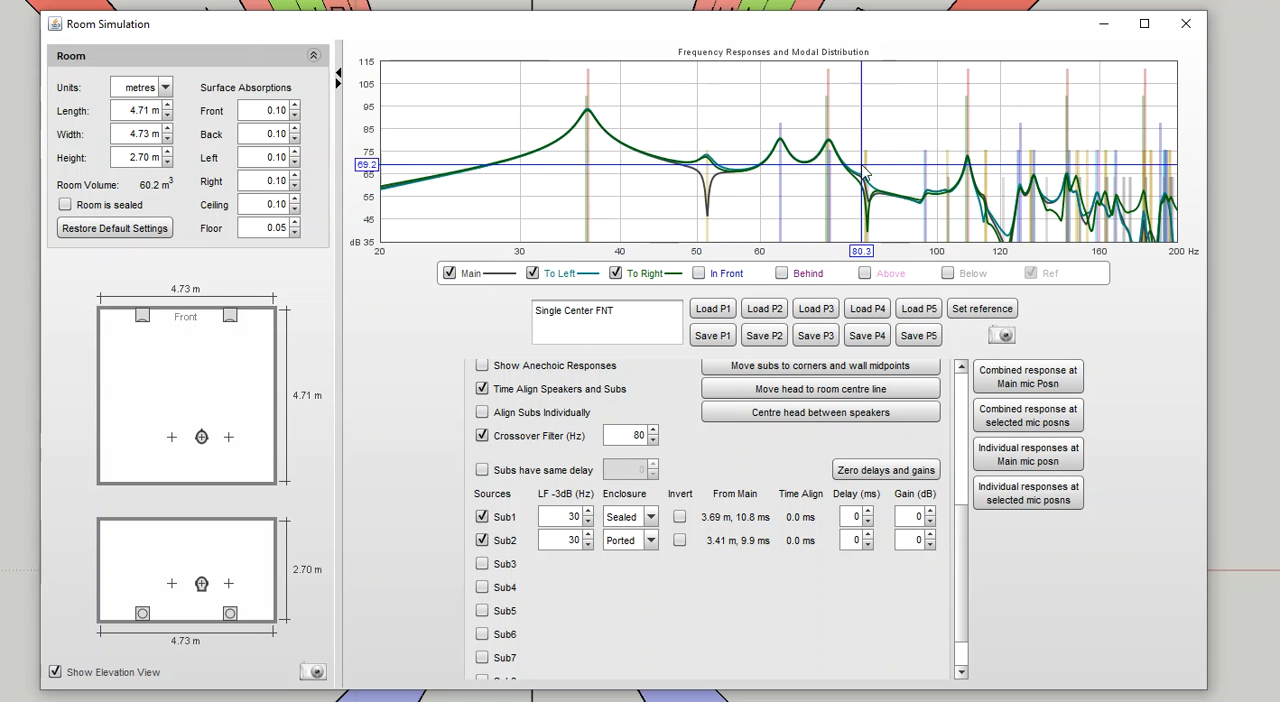 Room Simulation
Room
Units: metres
Surface Absorptions
Length: 4.71 m
Front 0.10
Width: 4.73 m
Back 0.10
Height: 2.70 m
Left 0.10
Room Volume: 60.2 m³
Right 0.10
Room is sealed
Ceiling 0.10
Restore Default Settings
Floor 0.05
4.73 m
Front
4.71 m
2.70 m
4.73 m
Show Elevation View
Frequency Responses and Modal Distribution
115
105
95
85
75
69.2
65
55
45
dB 35
20 30 40 50 60 80.3 100 120 160 200 Hz
Main To Left To Right In Front Behind Above Below Ref
Single Center FNT
Load P1 Load P2 Load P3 Load P4 Load P5 Set reference
Save P1 Save P2 Save P3 Save P4 Save P5
Show Anechoic Responses
Move subs to corners and wall midpoints
Time Align Speakers and Subs
Move head to room centre line
Align Subs Individually
Centre head between speakers
Crossover Filter (Hz) 80
Subs have same delay 0
Zero delays and gains
Sources LF -3dB (Hz) Enclosure Invert From Main Time Align Delay (ms) Gain (dB)
Sub1 30 Sealed 3.69 m, 10.8 ms 0.0 ms 0 0
Sub2 30 Ported 3.41 m, 9.9 ms 0.0 ms 0 0
Sub3
Sub4
Sub5
Sub6
Sub7
Combined response at
Main mic Posn
Combined response at
selected mic posns
Individual responses at
Main mic posn
Individual responses at
selected mic posns